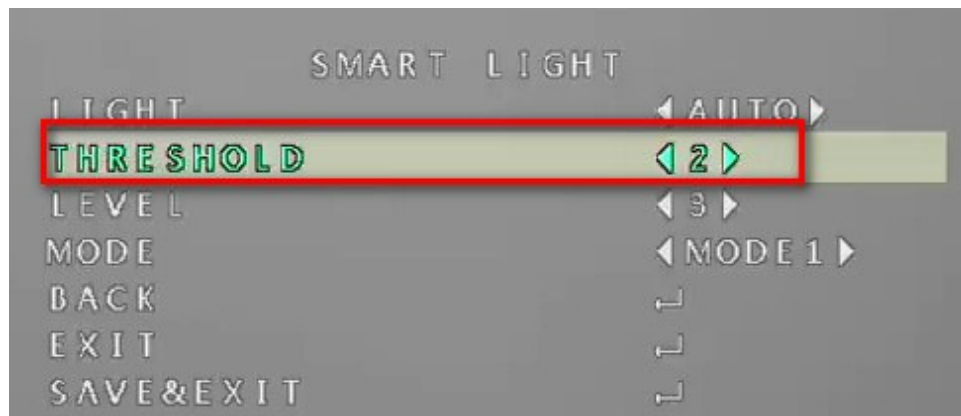 SMART LIGHT
LIGHT AUTO
THRESHOLD 2
LEVEL 3
MODE MODE1
BACK
EXIT
SAVE&EXIT